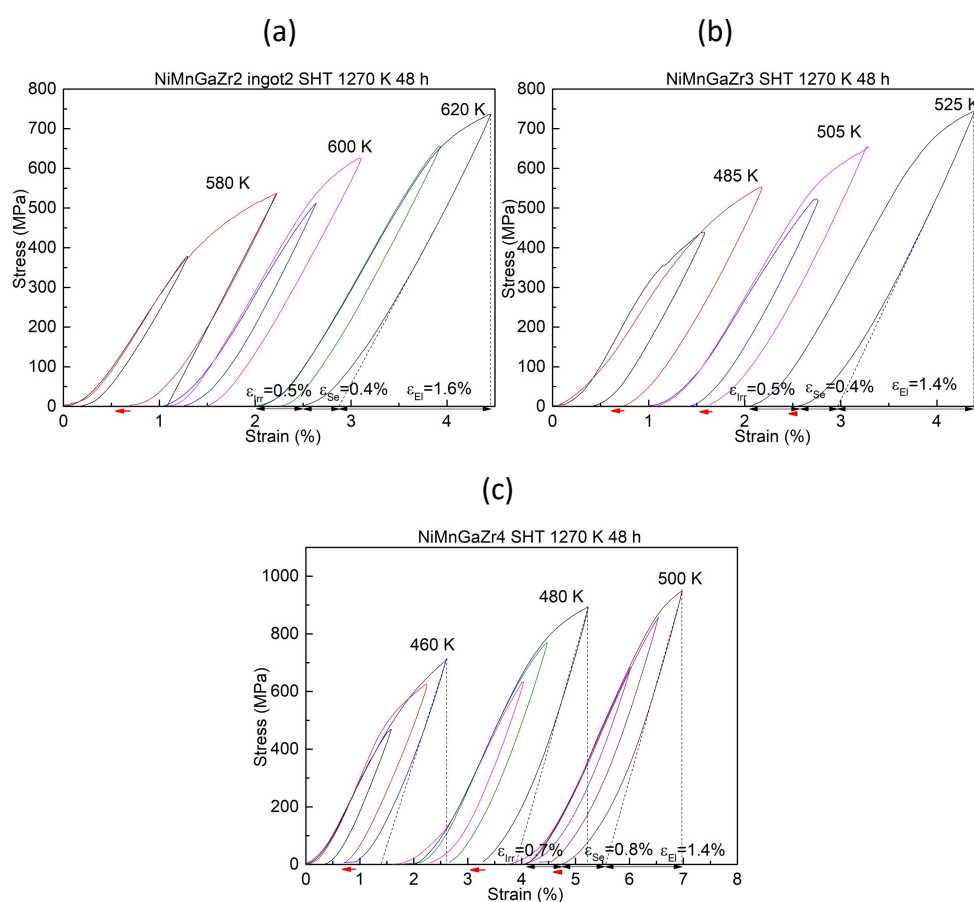 (a)
NiMnGaZr2 ingot2 SHT 1270 K 48 h
Stress (MPa)
800
700
600
500
400
300
200
100
0
580 K
600 K
620 K
εIrr=0.5%
εSe=0.4%
εEl=1.6%
0 1 2 3 4
Strain (%)
(b)
NiMnGaZr3 SHT 1270 K 48 h
Stress (MPa)
800
700
600
500
400
300
200
100
0
485 K
505 K
525 K
εIrr=0.5%
εSe=0.4%
εEl=1.4%
0 1 2 3 4
Strain (%)
(c)
NiMnGaZr4 SHT 1270 K 48 h
Stress (MPa)
1000
800
600
400
200
0
460 K
480 K
500 K
εIrr=0.7%
εSe=0.8%
εEl=1.4%
0 1 2 3 4 5 6 7 8
Strain (%)